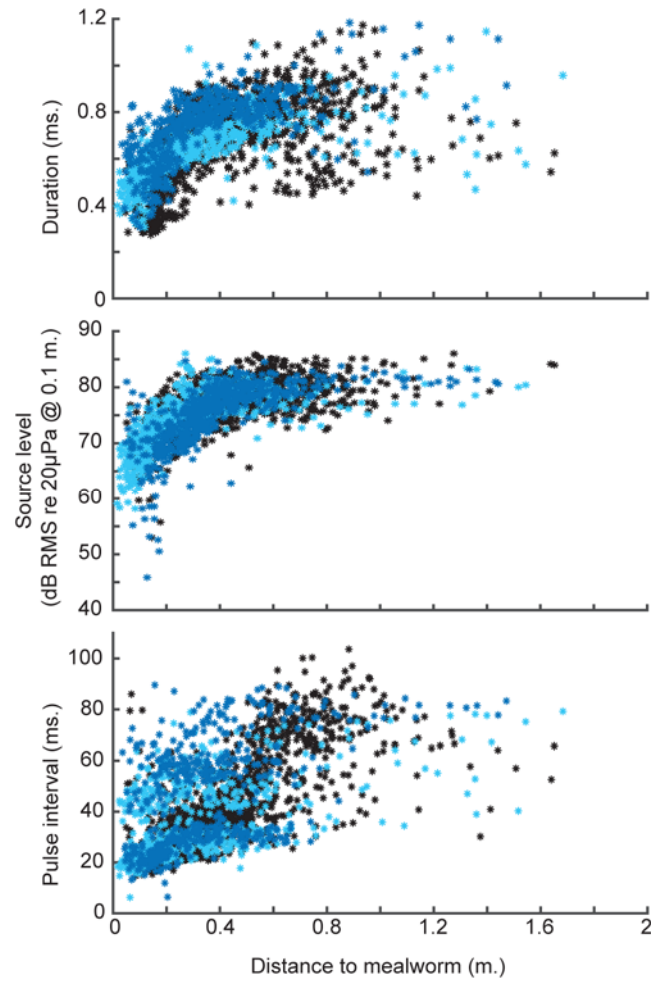 1.2
0.8
0.4
0
Duration (ms.)
90
80
70
60
50
40
Source level
(dB RMS re 20µPa @ 0.1 m.)
100
80
60
40
20
0
Pulse interval (ms.)
0 0.4 0.8 1.2 1.6 2
Distance to mealworm (m.)